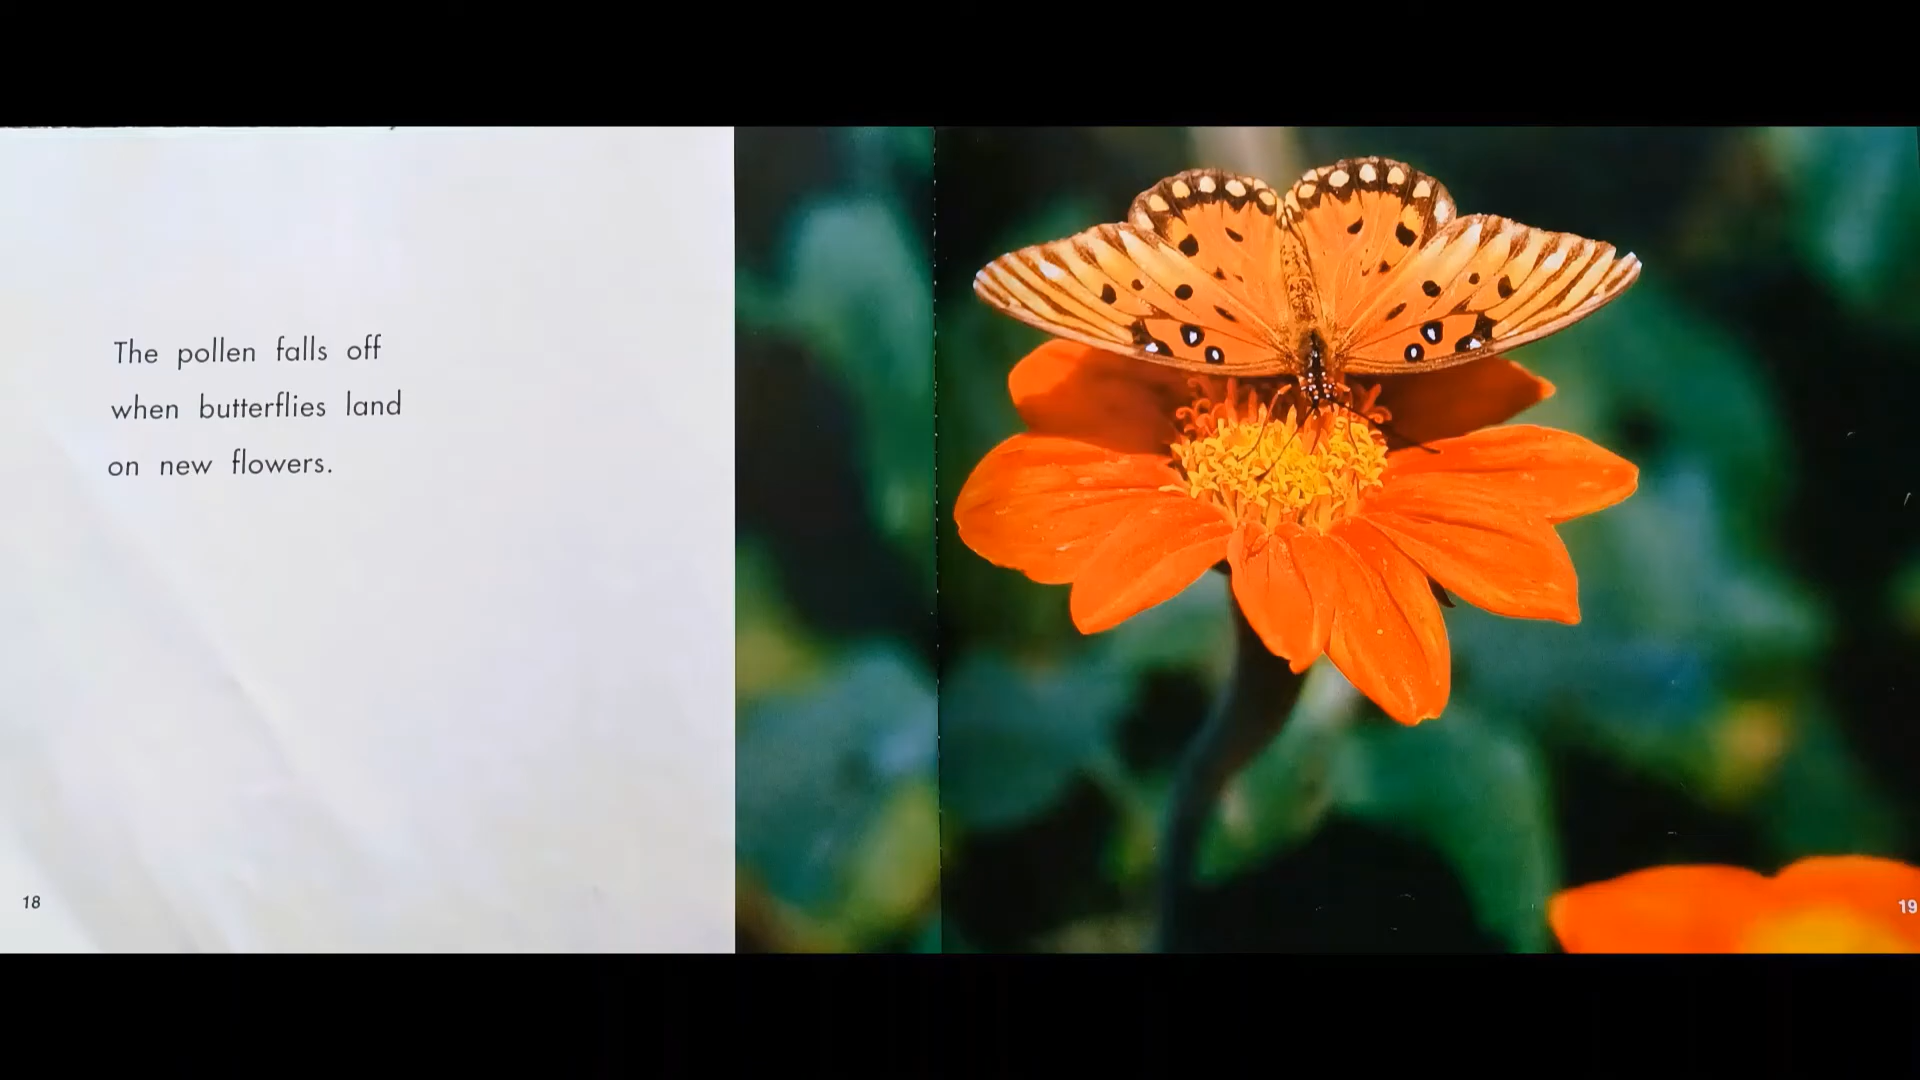 The pollen falls off
when butterflies land
on new flowers.
18
19